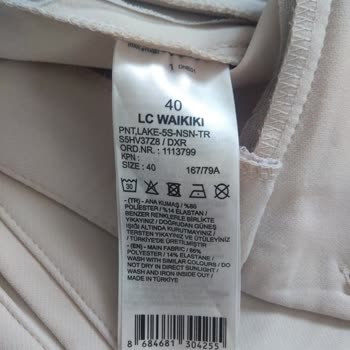 40
LC WAIKIKI
PNT,LAKE-5S-NSN-TR
S5HV37Z8 / DXR
ORD.NR. : 1113799
KPN :
SIZE : 40 167/79A
30
- (TR) - ANA KUMAŞ / %86
POLİESTER / %14 ELASTAN /
BENZER RENKLERLE BİRLİKTE
YIKAYINIZ / DOĞRUDAN GÜNEŞ
IŞIĞI ALTINDA KURUTMAYINIZ /
TERSTEN YIKAYINIZ VE ÜTÜLEYİNİZ
/ TÜRKİYE'DE ÜRETİLMİŞTİR
- (EN) - MAIN FABRIC / 86%
POLYESTER / 14% ELASTANE /
WASH WITH SIMILAR COLOURS / DO
NOT DRY IN DIRECT SUNLIGHT /
WASH AND IRON INSIDE OUT /
MADE IN TÜRKİYE
8 684681 304255